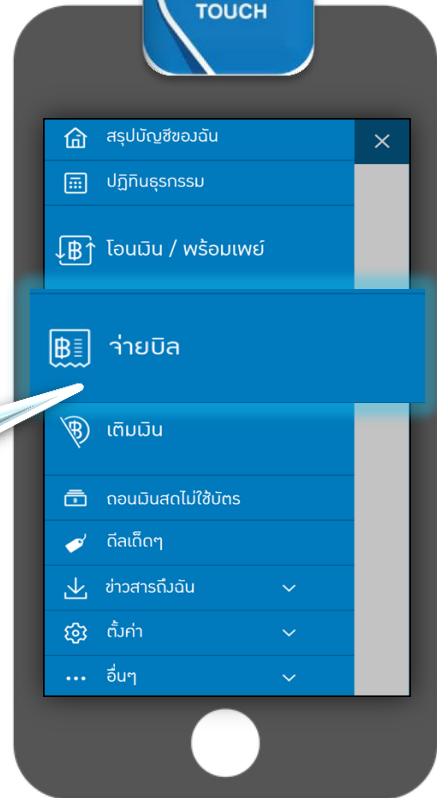 TOUCH
สรุปบัญชีของฉัน
ปฏิทินธุรกรรม
โอนเงิน / พร้อมเพย์
จ่ายบิล
เติมเงิน
ถอนเงินสดไม่ใช้บัตร
ดีลเด็ดๆ
ข่าวสารถึงฉัน
ตั้งค่า
อื่นๆ